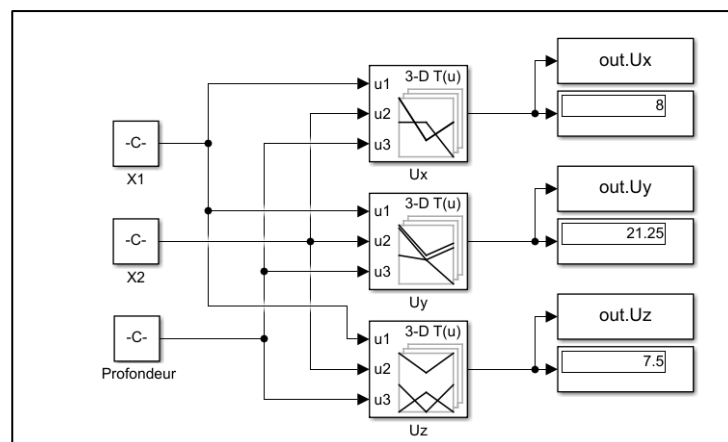 3-D T(u)
u1
u2
u3
Ux
out.Ux
8
-C-
X1
3-D T(u)
u1
u2
u3
Uy
out.Uy
21.25
-C-
X2
3-D T(u)
u1
u2
u3
Uz
out.Uz
7.5
-C-
Profondeur